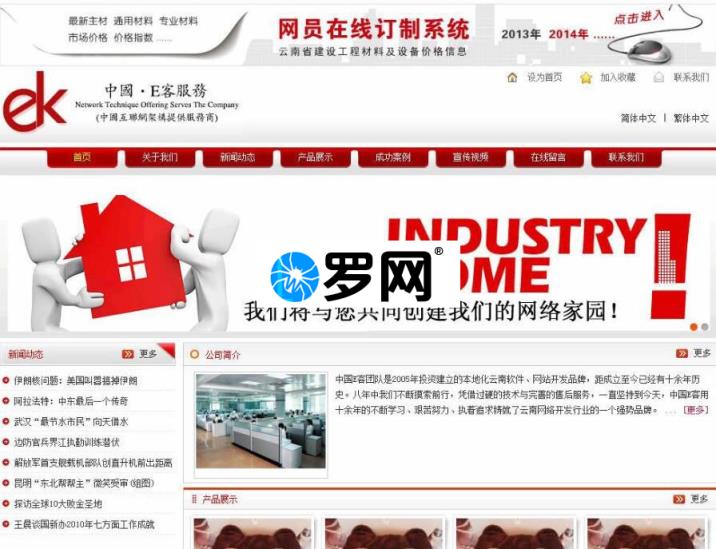 最新主材 通用材料 专业材料
市场价格 价格指数 ......
网员在线订制系统
云南省建设工程材料及设备价格信息
2013年 2014年 ......
点击进入
设为首页 加入收藏 联系我们
ek
中國·E客服務
Network Technique Offering Serves The Company
(中國互聯網架構提供服務商)
简体中文 | 繁体中文
首页 关于我们 新闻动态 产品展示 成功案例 宣传视频 在线留言 联系我们
INDUSTRY
OME
罗网®
我们将与您共同创建我们的网络家园!
新闻动态 更多
伊朗核问题:美国叫嚣搞掉伊朗
阿拉法特:中东最后一个传奇
武汉“最节水市民”向天借水
边防官兵界江执勤训练潜伏
解放军首支舰载机部队创直升机前出距离
昆明“东北帮帮主”微笑受审(组图)
探访全球10大败金圣地
王晨谈国新办2010年七方面工作成就
公司简介 更多
中国E客团队是2005年投资建立的本地化云南软件、网站开发品牌,距成立至今已经有十余年历
史。八年中我们不断摸索前行,凭借过硬的技术与完善的售后服务,一直坚持到今天,中国E客用
十余年的不断学习、艰苦努力、执着追求铸就了云南网络开发行业的一个强势品牌。 ... [更多]
产品展示 更多